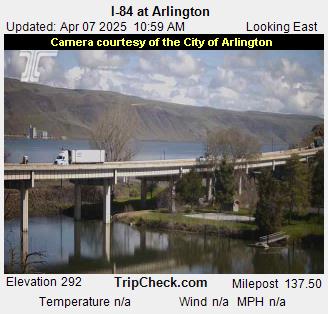 I-84 at Arlington
Updated: Apr 07 2025 10:59 AM Looking East
Camera courtesy of the City of Arlington
Elevation 292 TripCheck.com Milepost 137.50
Temperature n/a Wind n/a MPH n/a